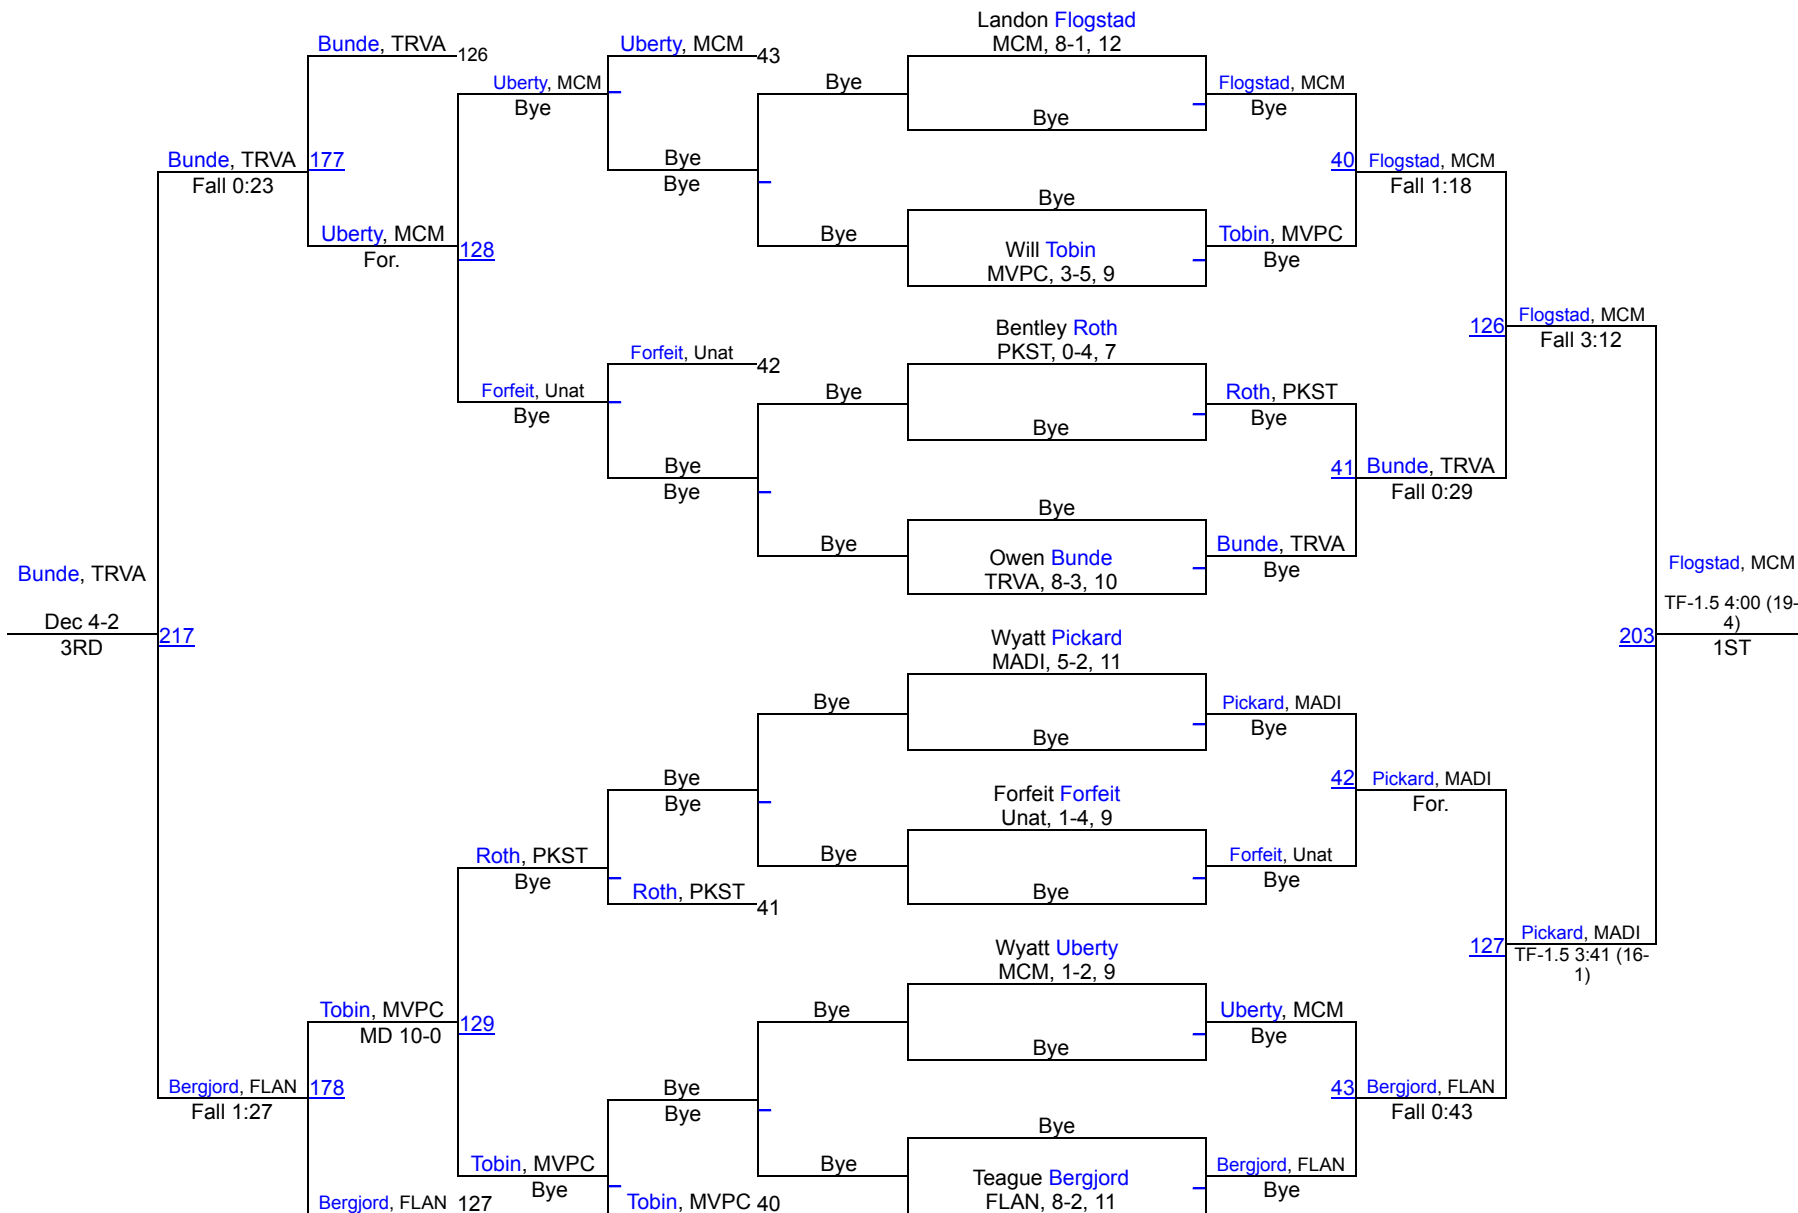 Landon Flogstad
MCM, 8-1, 12
Bunde, TRVA
126
Uberty, MCM
43
Uberty, MCM
Bye
Bye
Flogstad, MCM
Bye
Bye
Bunde, TRVA
177
Fall 0:23
Bye
Bye
40
Flogstad, MCM
Fall 1:18
Bye
Uberty, MCM
For.
128
Bye
Will Tobin
MVPC, 3-5, 9
Tobin, MVPC
Bye
Bentley Roth
PKST, 0-4, 7
126
Flogstad, MCM
Fall 3:12
Forfeit, Unat
42
Forfeit, Unat
Bye
Bye
Roth, PKST
Bye
Bye
Bye
Bye
41
Bunde, TRVA
Fall 0:29
Bye
Bye
Owen Bunde
TRVA, 8-3, 10
Bunde, TRVA
Bye
Bunde, TRVA
Dec 4-2
3RD
217
Flogstad, MCM
TF-1.5 4:00 (19-
4)
203
1ST
Wyatt Pickard
MADI, 5-2, 11
Bye
Pickard, MADI
Bye
Bye
Bye
Bye
42
Pickard, MADI
For.
Forfeit Forfeit
Unat, 1-4, 9
Roth, PKST
Bye
Bye
Forfeit, Unat
Bye
Bye
Roth, PKST
41
Wyatt Uberty
MCM, 1-2, 9
127
Pickard, MADI
TF-1.5 3:41 (16-
1)
Tobin, MVPC
MD 10-0
129
Bye
Uberty, MCM
Bye
Bye
Bergjord, FLAN
178
Fall 1:27
Bye
Bye
43
Bergjord, FLAN
Fall 0:43
Bye
Tobin, MVPC
Bye
Bye
Teague Bergjord
FLAN, 8-2, 11
Bergjord, FLAN
Bye
Bergjord, FLAN
127
Tobin, MVPC
40